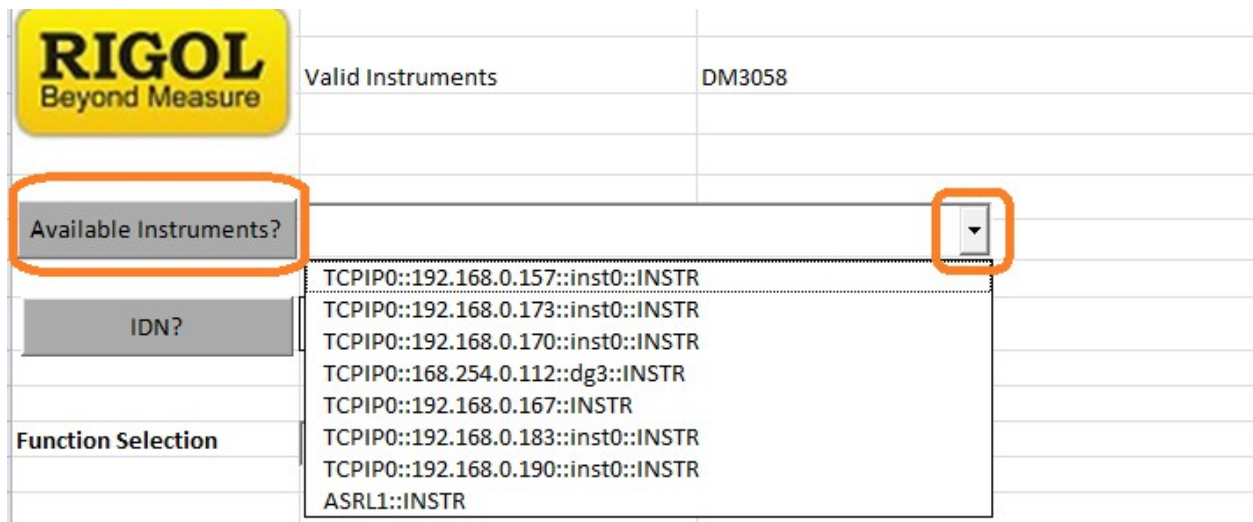 RIGOL
Beyond Measure
Valid Instruments DM3058
Available Instruments?
TCPIP0::192.168.0.157::inst0::INSTR
TCPIP0::192.168.0.173::inst0::INSTR
IDN?
TCPIP0::192.168.0.170::inst0::INSTR
TCPIP0::168.254.0.112::dg3::INSTR
TCPIP0::192.168.0.167::INSTR
Function Selection
TCPIP0::192.168.0.183::inst0::INSTR
TCPIP0::192.168.0.190::inst0::INSTR
ASRL1::INSTR